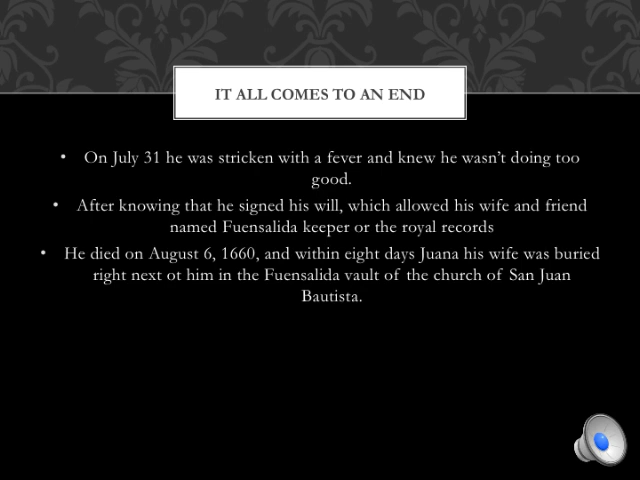 IT ALL COMES TO AN END
• On July 31 he was stricken with a fever and knew he wasn't doing too
good.
• After knowing that he signed his will, which allowed his wife and friend
named Fuensalida keeper or the royal records
• He died on August 6, 1660, and within eight days Juana his wife was buried
right next ot him in the Fuensalida vault of the church of San Juan
Bautista.